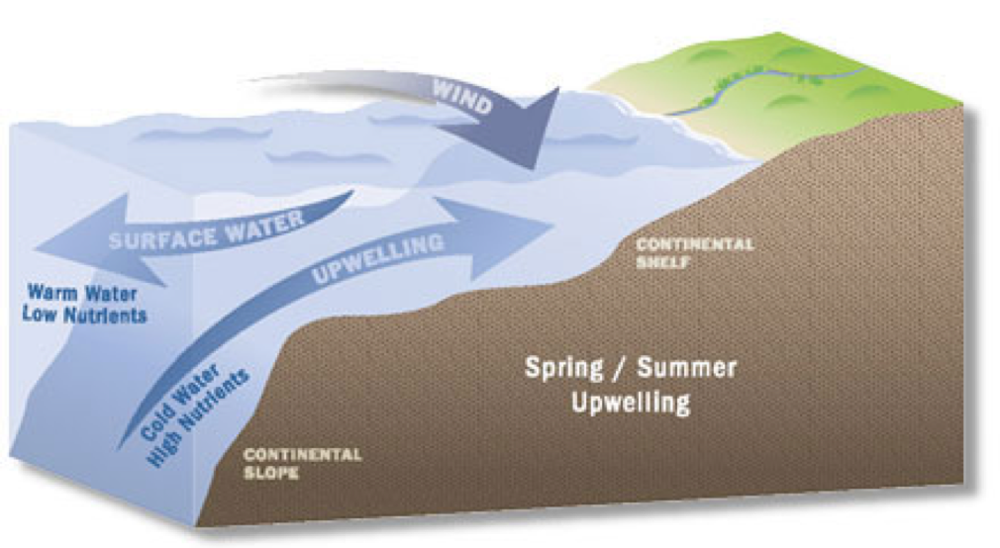 WIND
SURFACE WATER
UPWELLING
CONTINENTAL
SHELF
Warm Water
Low Nutrients
Cold Water
High Nutrients
Spring / Summer
Upwelling
CONTINENTAL
SLOPE